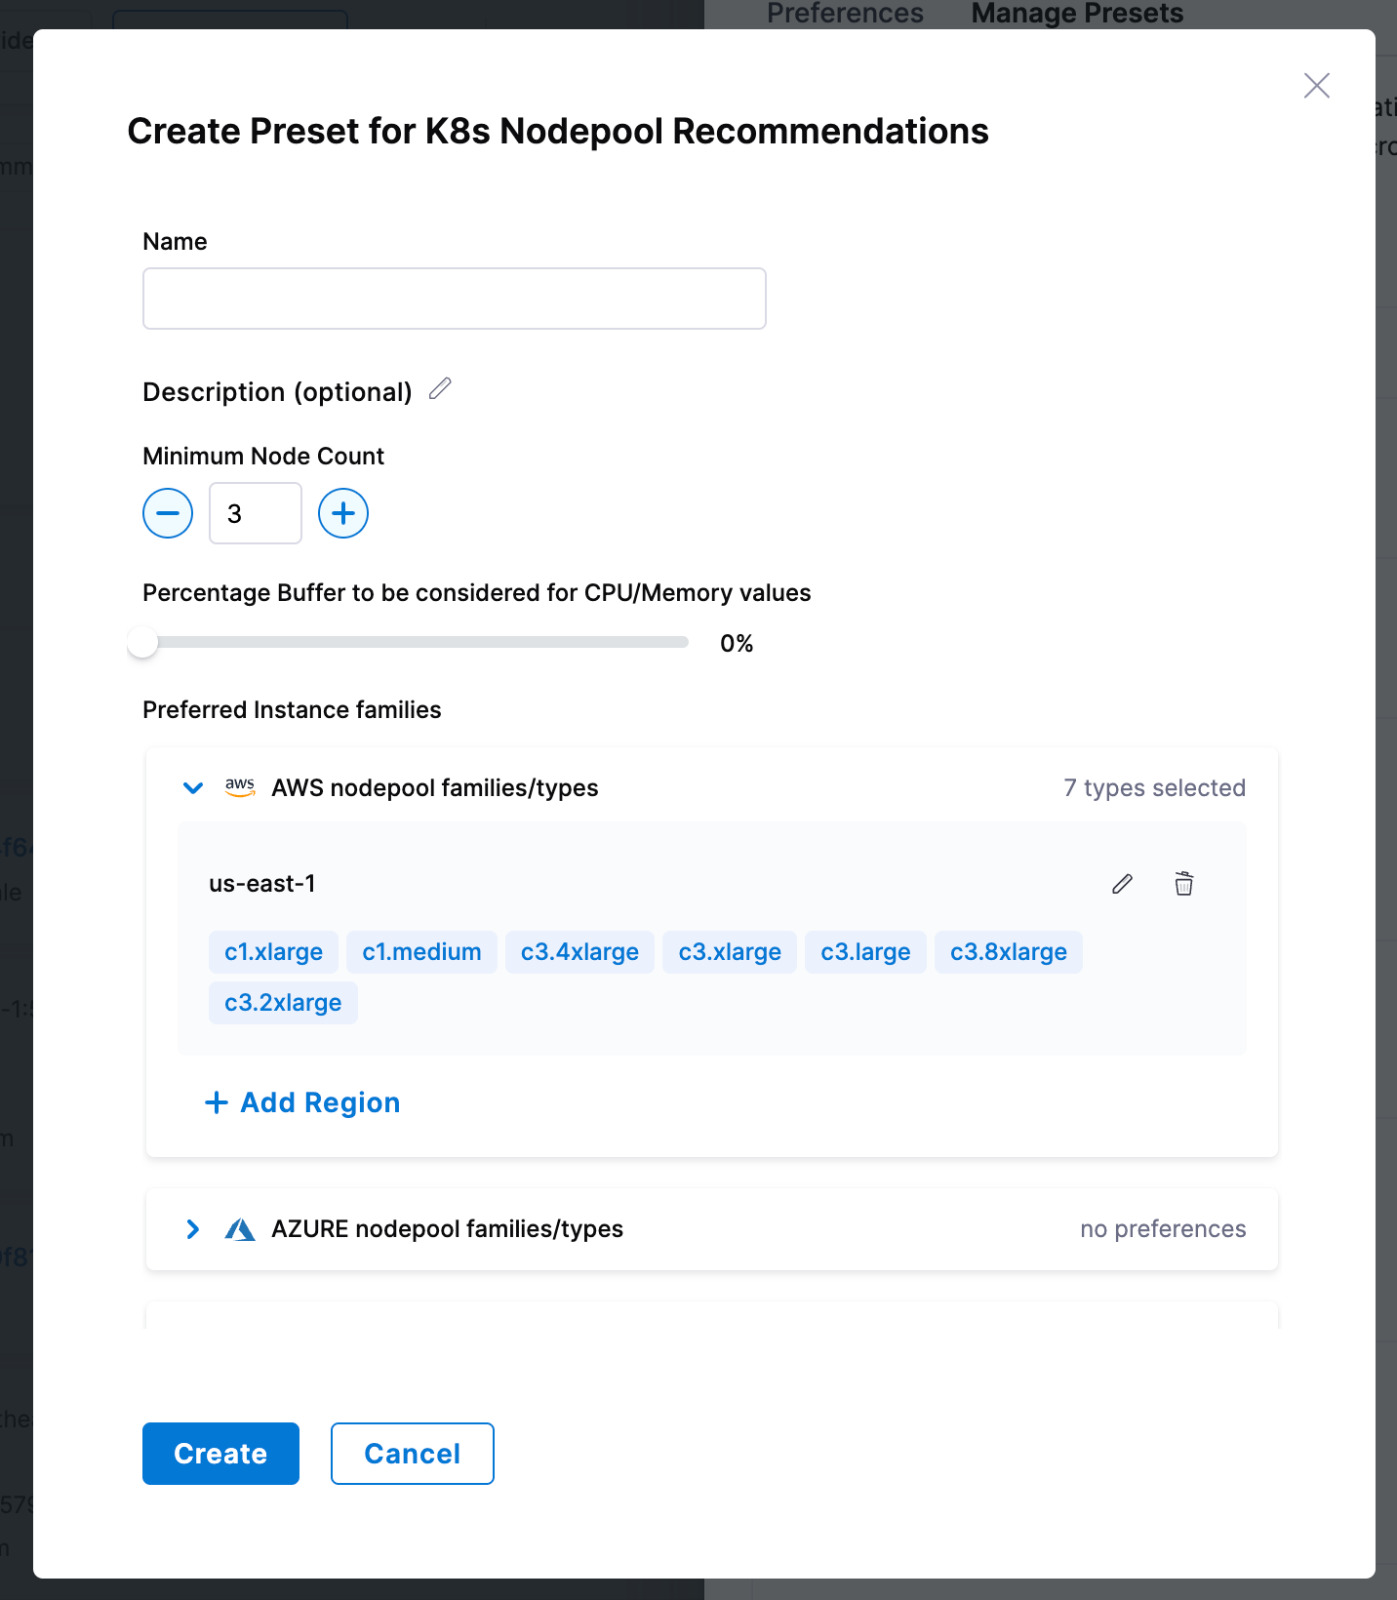 Preferences Manage Presets
Create Preset for K8s Nodepool Recommendations
Name
Description (optional)
Minimum Node Count
3
Percentage Buffer to be considered for CPU/Memory values
0%
Preferred Instance families
aws AWS nodepool families/types 7 types selected
us-east-1
c1.xlarge c1.medium c3.4xlarge c3.xlarge c3.large c3.8xlarge
c3.2xlarge
+ Add Region
AZURE nodepool families/types no preferences
Create Cancel